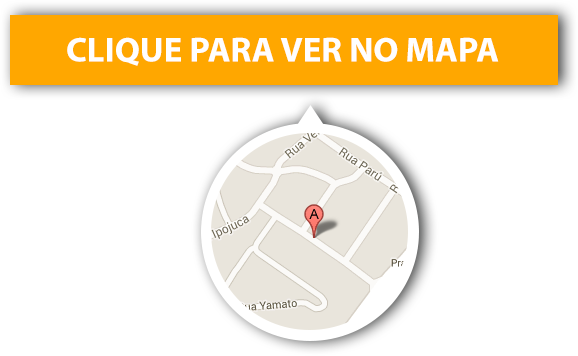 CLIQUE PARA VER NO MAPA
Rua Ve
Rua Parú
R
A
Ipojuca
Pra
ua Yamato